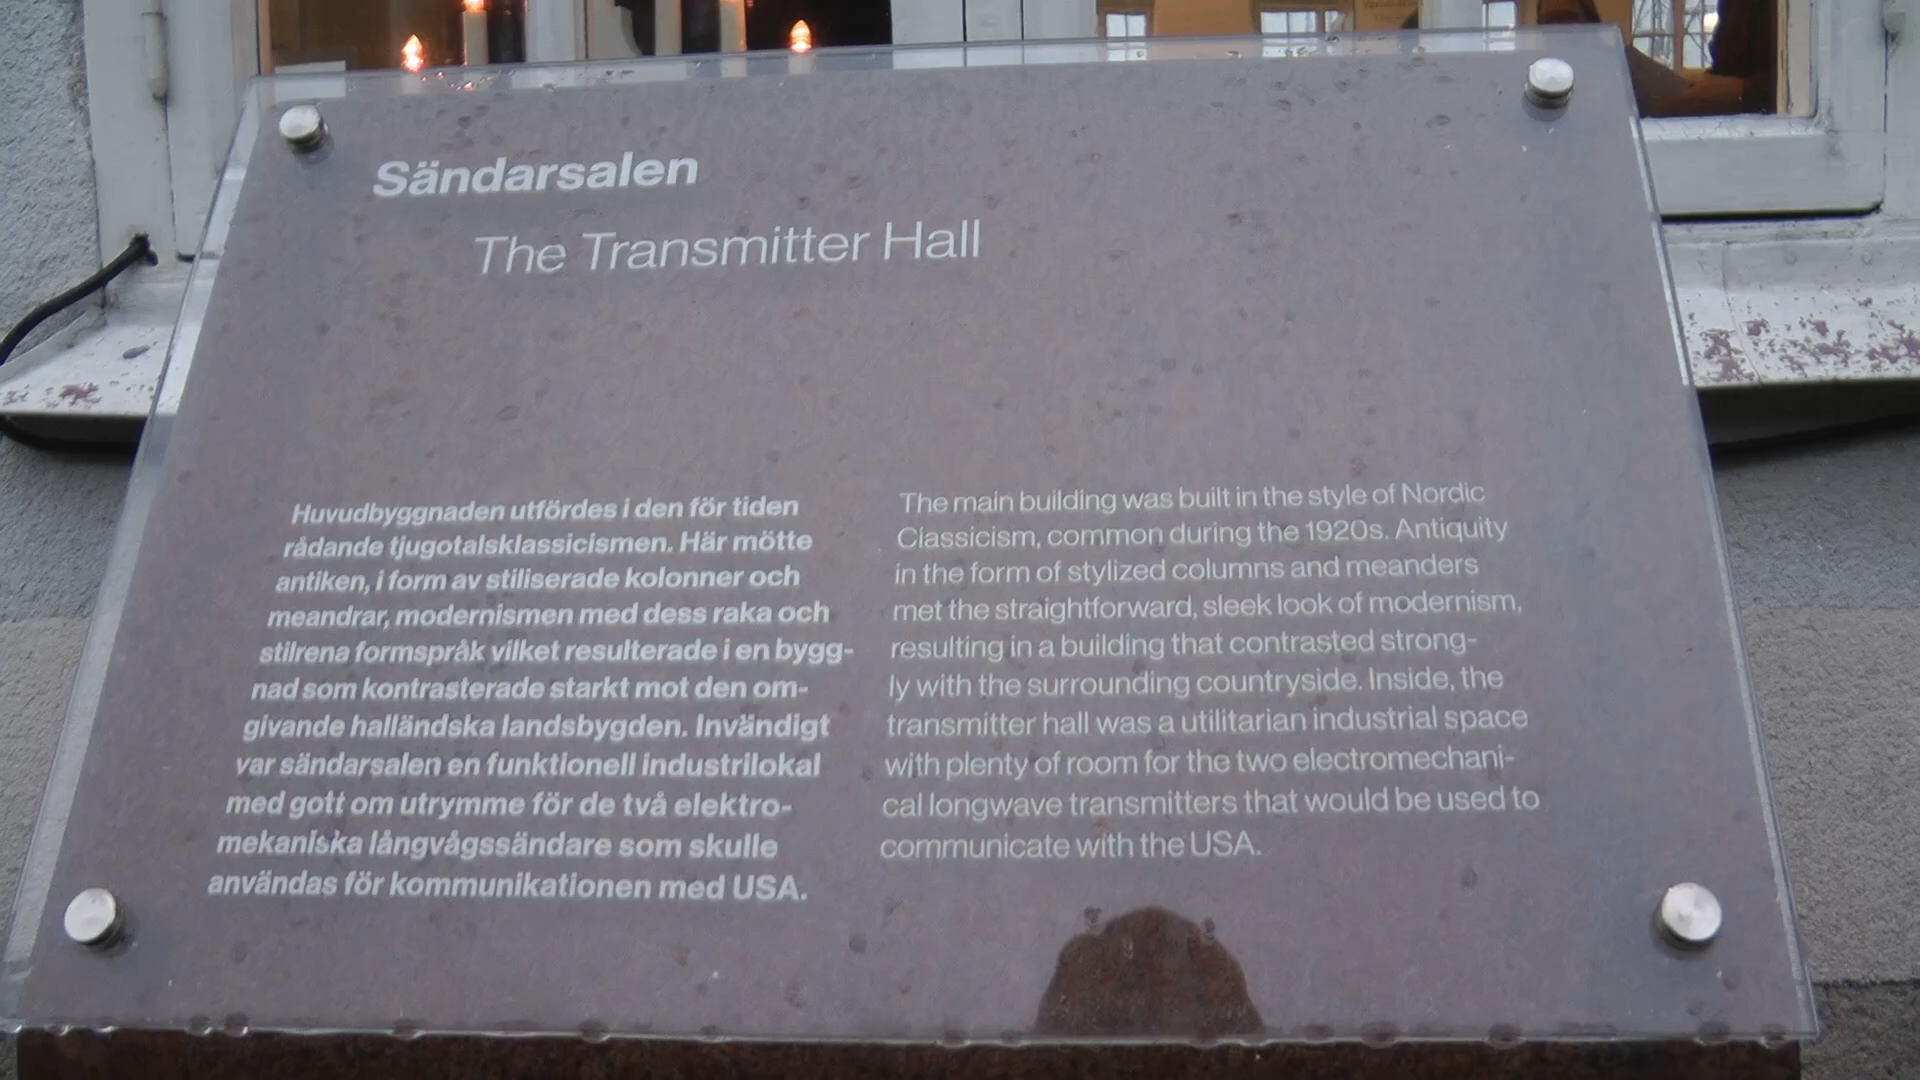 Sändarsalen
The Transmitter Hall
Huvudbyggnaden utfördes i den för tiden
rådande tjugotalsklassicismen. Här mötte
antiken, i form av stiliserade kolonner och
meandrar, modernismen med dess raka och
stilrena formspråk vilket resulterade i en bygg-
nad som kontrasterade starkt mot den om-
givande halländska landsbygden. Invändigt
var sändarsalen en funktionell industrilokal
med gott om utrymme för de två elektro-
mekaniska långvågssändare som skulle
användas för kommunikationen med USA.
The main building was built in the style of Nordic
Classicism, common during the 1920s. Antiquity
in the form of stylized columns and meanders
met the straightforward, sleek look of modernism,
resulting in a building that contrasted strong-
ly with the surrounding countryside. Inside, the
transmitter hall was a utilitarian industrial space
with plenty of room for the two electromechani-
cal longwave transmitters that would be used to
communicate with the USA.